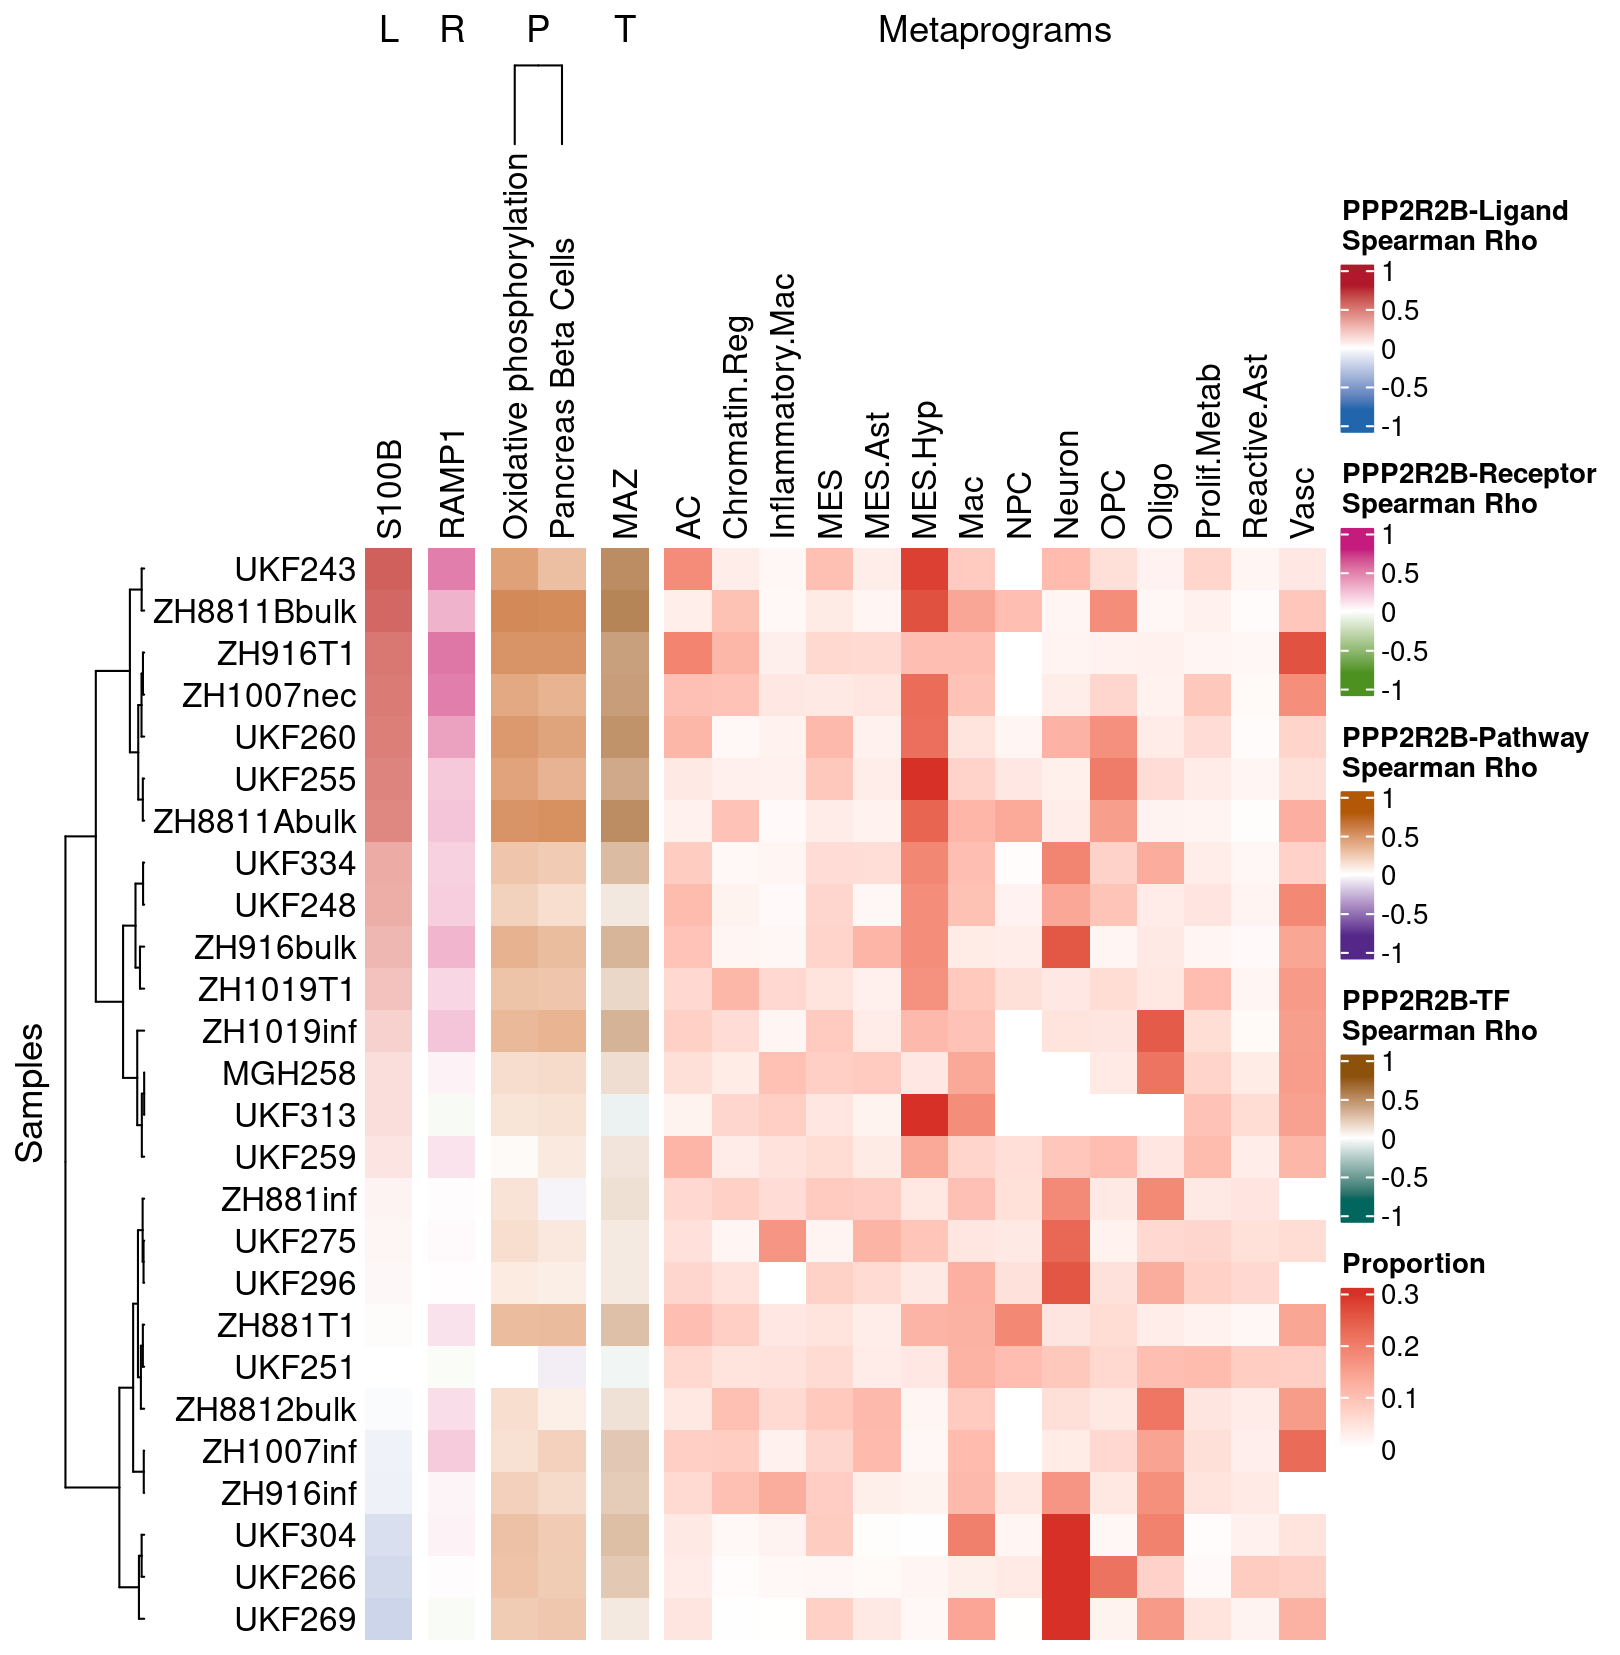 L R P T Metaprograms
S100B
RAMP1
Oxidative phosphorylation
Pancreas Beta Cells
MAZ
AC
Chromatin.Reg
Inflammatory.Mac
MES
MES.Ast
MES.Hyp
Mac
NPC
Neuron
OPC
Oligo
Prolif.Metab
Reactive.Ast
Vasc
Samples
UKF243
ZH8811Bbulk
ZH916T1
ZH1007nec
UKF260
UKF255
ZH8811Abulk
UKF334
UKF248
ZH916bulk
ZH1019T1
ZH1019inf
MGH258
UKF313
UKF259
ZH881inf
UKF275
UKF296
ZH881T1
UKF251
ZH8812bulk
ZH1007inf
ZH916inf
UKF304
UKF266
UKF269
PPP2R2B-Ligand
Spearman Rho
1
0.5
0
-0.5
-1
PPP2R2B-Receptor
Spearman Rho
1
0.5
0
-0.5
-1
PPP2R2B-Pathway
Spearman Rho
1
0.5
0
-0.5
-1
PPP2R2B-TF
Spearman Rho
1
0.5
0
-0.5
-1
Proportion
0.3
0.2
0.1
0